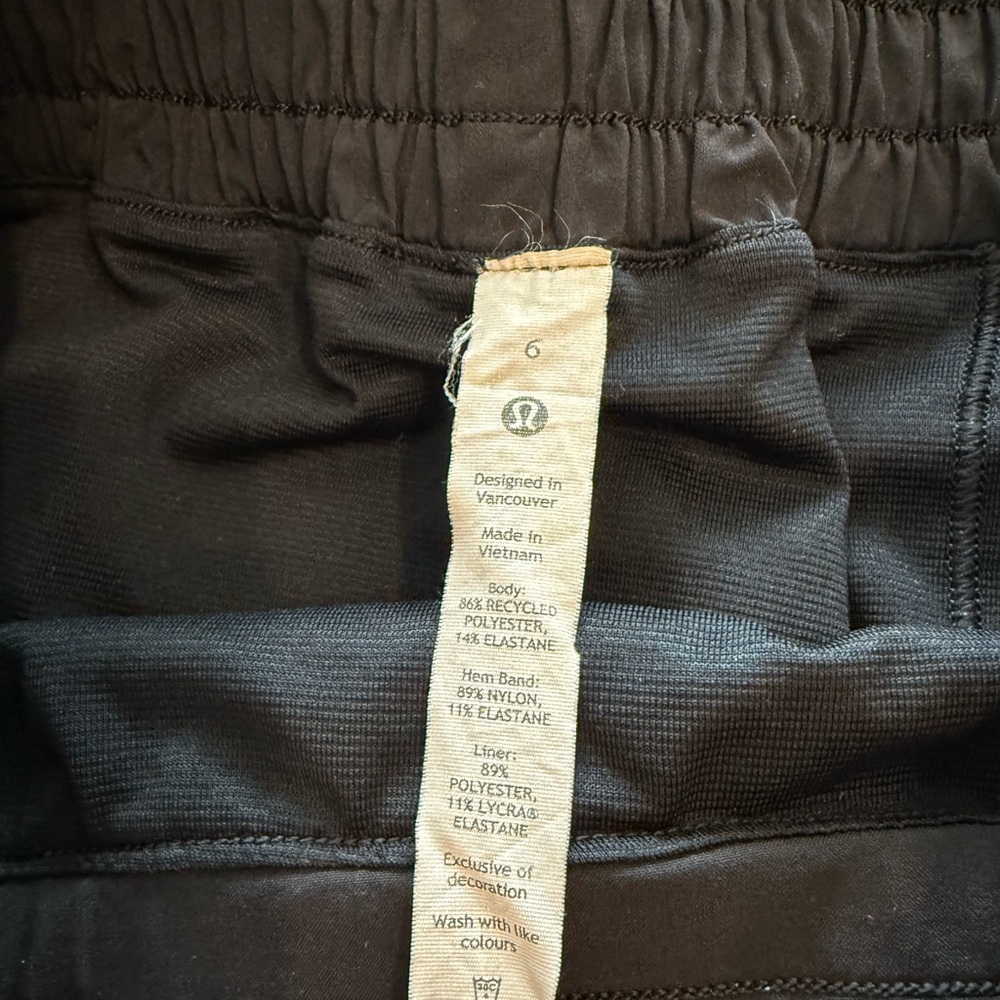 6
Designed in
Vancouver
Made in
Vietnam
Body:
86% RECYCLED
POLYESTER,
14% ELASTANE
Hem Band:
89% NYLON,
11% ELASTANE
Liner:
89%
POLYESTER,
11% LYCRA®
ELASTANE
Exclusive of
decoration
Wash with like
colours
30C